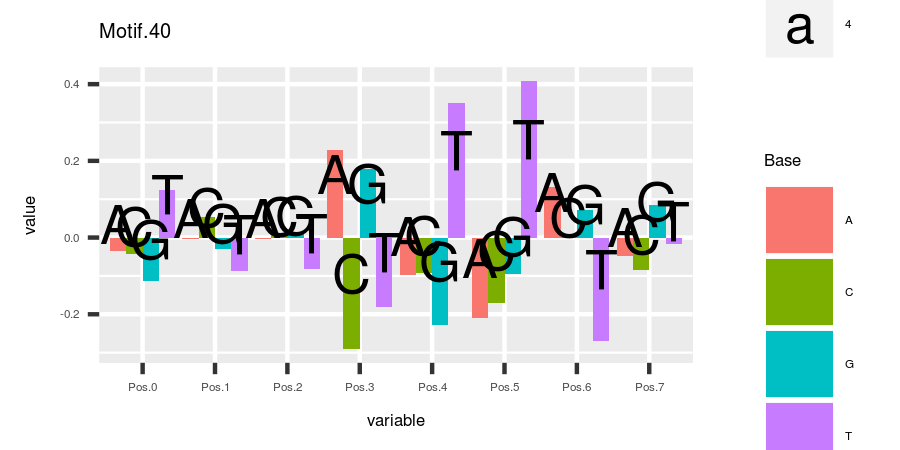 Motif.40
a 4
value
0.4
0.2
0.0
-0.2
A C G T A C G T A C G T A C G T A C G T A C G T A C G T A C G T
Pos.0 Pos.1 Pos.2 Pos.3 Pos.4 Pos.5 Pos.6 Pos.7
variable
Base
A
C
G
T